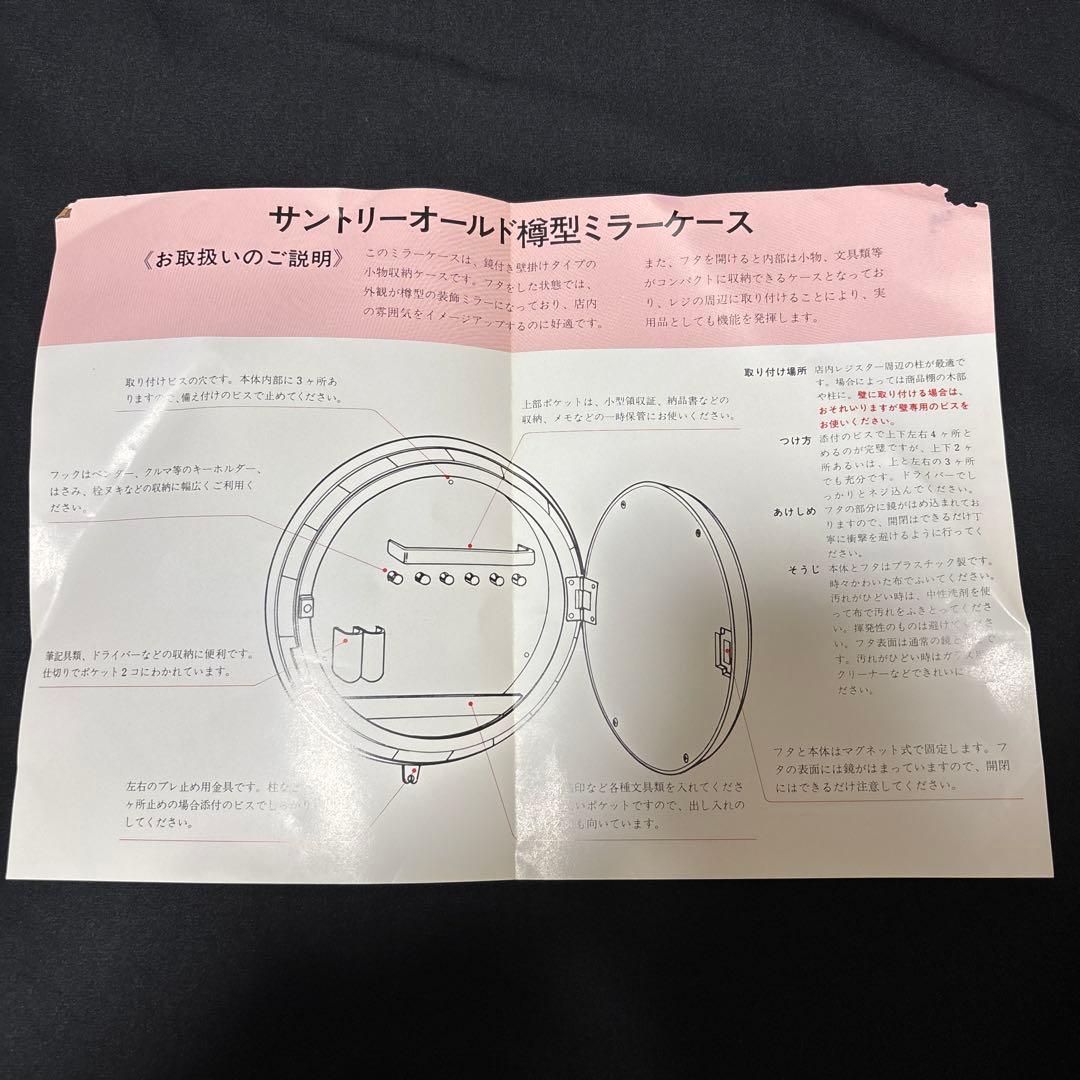 サントリーオールド樽型ミラーケース
《お取扱いのご説明》
このミラーケースは、鏡付き壁掛けタイプの
小物収納ケースです。フタをした状態では、
外観が樽型の装飾ミラーになっており、店内
の雰囲気をイメージアップするのに好適です。
また、フタを開けると内部は小物、文具類等
がコンパクトに収納できるケースとなってお
り、レジの周辺に取り付けることにより、実
用品としても機能を発揮します。
取り付けビスの穴です。本体内部に3ヶ所あ
りますので、備え付けのビスで止めてください。
上部ポケットは、小型領収証、納品書などの
収納、メモなどの一時保管にお使いください。
フックはベンダー、クルマ等のキーホルダー、
はさみ、栓ヌキなどの収納に幅広くご利用く
ださい。
筆記具類、ドライバーなどの収納に便利です。
仕切りでポケット2コにわかれています。
左右のブレ止め用金具です。柱など
ヶ所止めの場合添付のビスでしっかり
してください。
印など各種文具類を入れてくださ
いポケットですので、出し入れの
も向いています。
取り付け場所 店内レジスター周辺の柱が最適で
す。場合によっては商品棚の木部
や柱に。壁に取り付ける場合は、
おそれいりますが壁専用のビスを
お使いください。
つけ方 添付のビスで上下左右4ヶ所と
めるのが完璧ですが、上下2ヶ
所あるいは、上と左右の3ヶ所
でも充分です。ドライバーでし
っかりとネジ込んでください。
あけしめ フタの部分に鏡がはめ込まれてお
りますので、開閉はできるだけ丁
寧に衝撃を避けるように行ってく
ださい。
そうじ 本体とフタはプラスチック製です。
時々かわいた布でふいてください。
汚れがひどい時は、中性洗剤を使
って布で汚れをふきとってくださ
い。揮発性のものは避けてくださ
い。フタ表面は通常の鏡と で
す。汚れがひどい時はガラス
クリーナーなどできれいに
ださい。
フタと本体はマグネット式で固定します。フ
タの表面には鏡がはまっていますので、開閉
にはできるだけ注意してください。